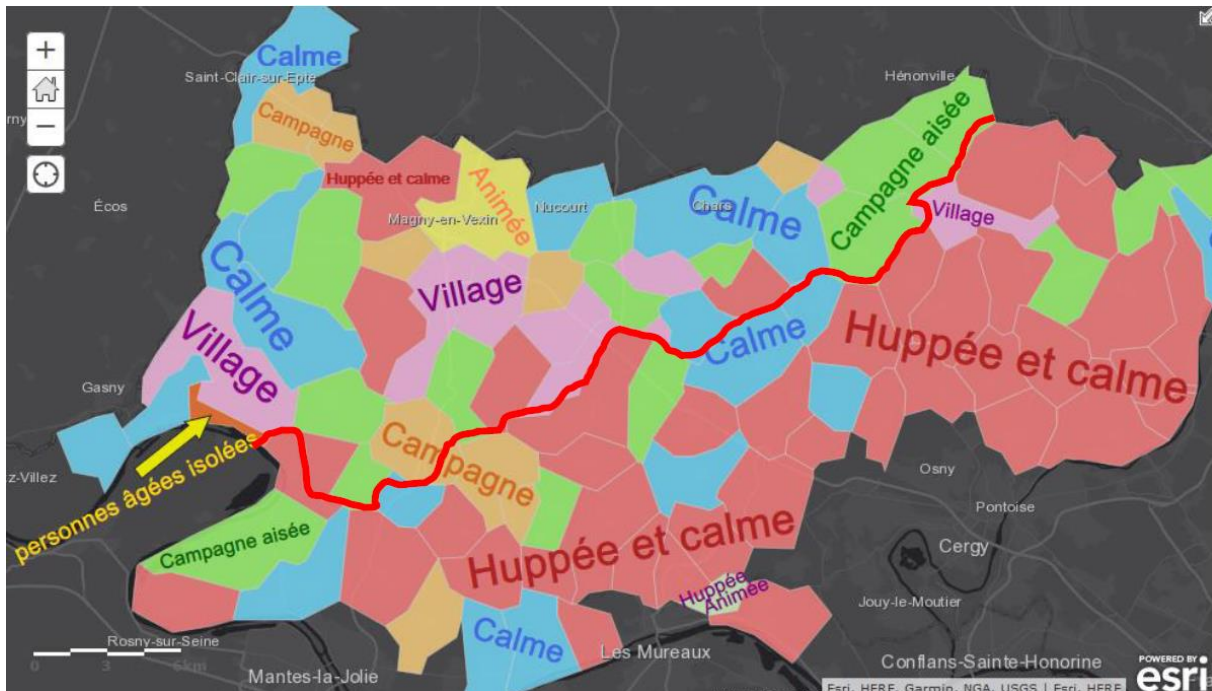 +
Calme
Saint-Clair-sur-Epte
Hénonville
−
Campagne
Campagne aisée
Huppée et calme
Animée
Écos
Magny-en-Vexin
Nucourt
Chars
Calme
Village
Calme
Village
Village
Huppée et calme
Calme
Gasny
personnes âgées isolées
Campagne
z-Villez
Osny
Pontoise
Campagne aisée
Huppée et calme
Cergy
Huppée
Animée
Jouy-le-Moutier
Rosny-sur-Seine
Calme
0 3 6km
Mantes-la-Jolie
Les Mureaux
Conflans-Sainte-Honorine
POWERED BY
esri
Esri, HERE, Garmin, NGA, USGS | Esri, HERE